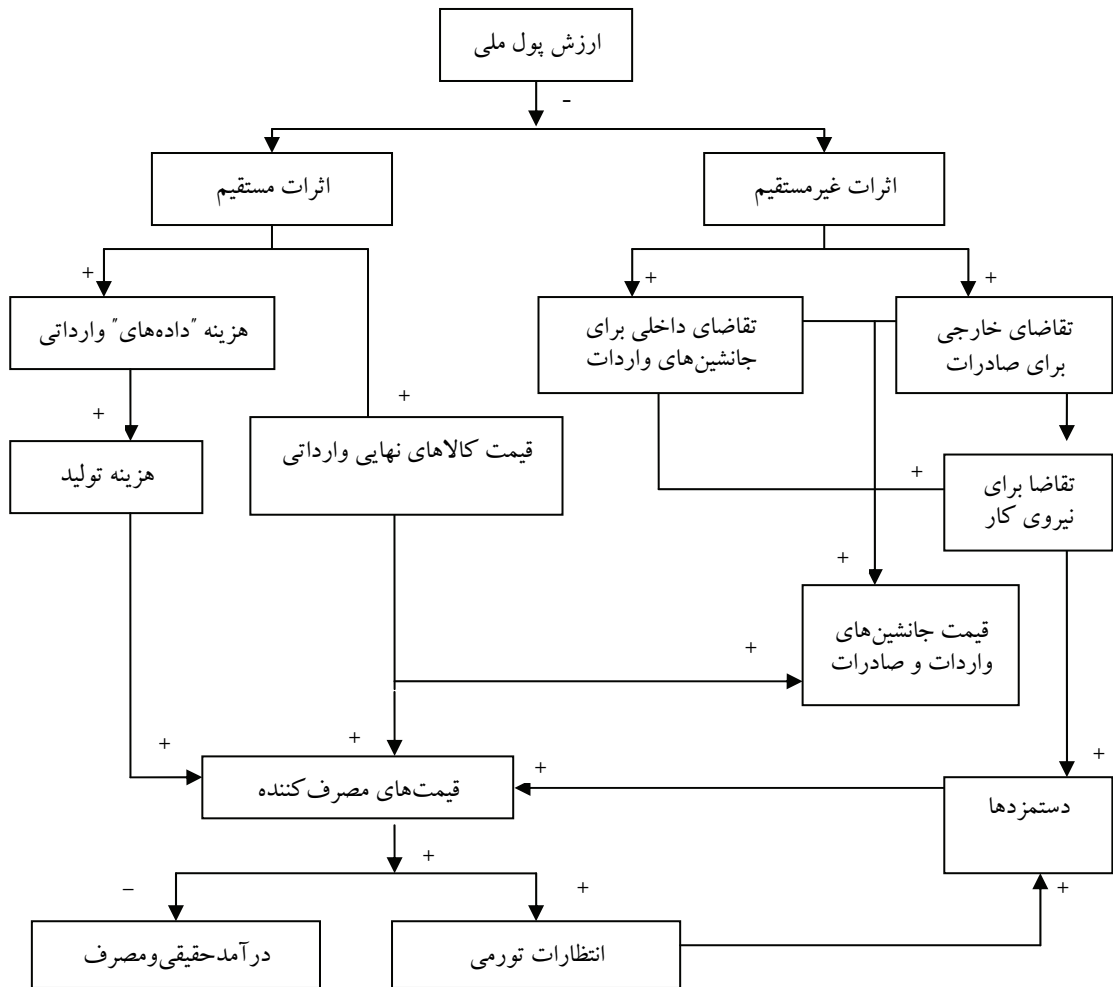 ارزش پول ملی
-
اثرات غیرمستقیم
اثرات مستقیم
+
+
+
تقاضای خارجی
برای صادرات
تقاضای داخلی برای
جانشین‌های واردات
هزینه "داده‌های" وارداتی
+
+
قیمت کالاهای نهایی وارداتی
هزینه تولید
+
تقاضا برای
نیروی کار
+
قیمت جانشین‌های
واردات و صادرات
+
+
+
+
+
قیمت‌های مصرف‌کننده
دستمزدها
+
+
+
–
انتظارات تورمی
درآمدحقیقی‌ومصرف